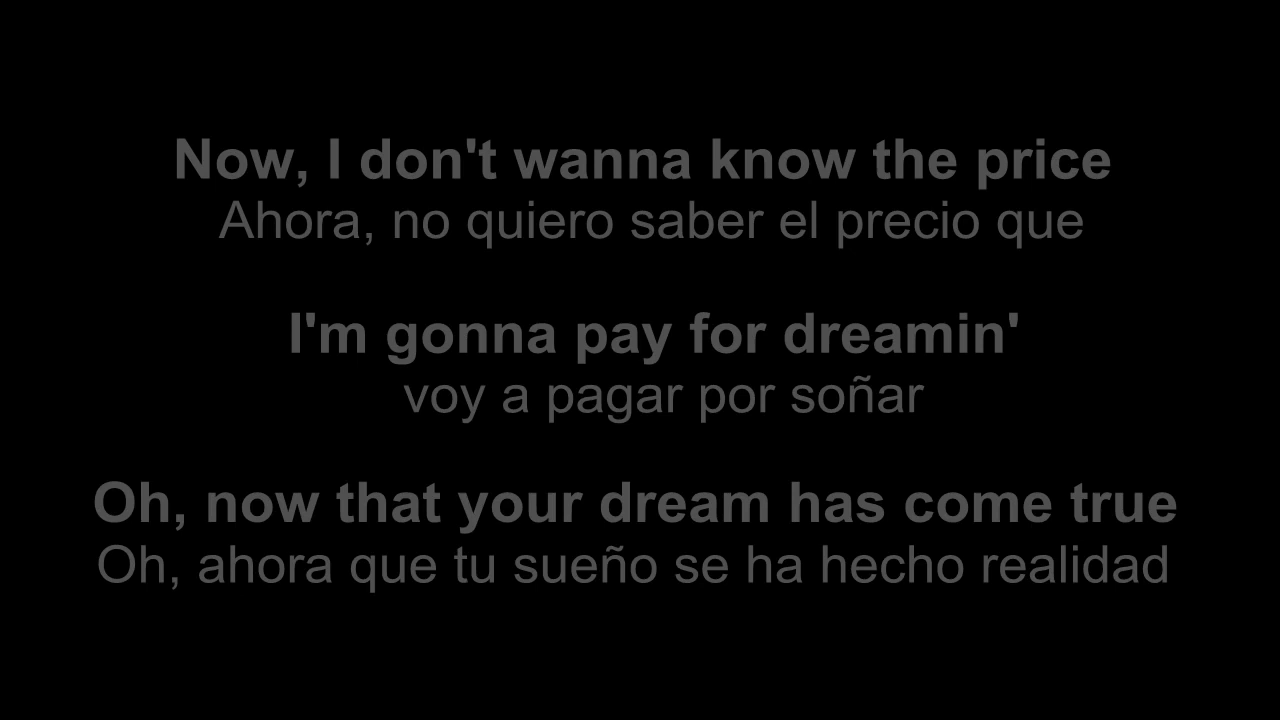 Now, I don't wanna know the price
Ahora, no quiero saber el precio que
I'm gonna pay for dreamin'
voy a pagar por soñar
Oh, now that your dream has come true
Oh, ahora que tu sueño se ha hecho realidad